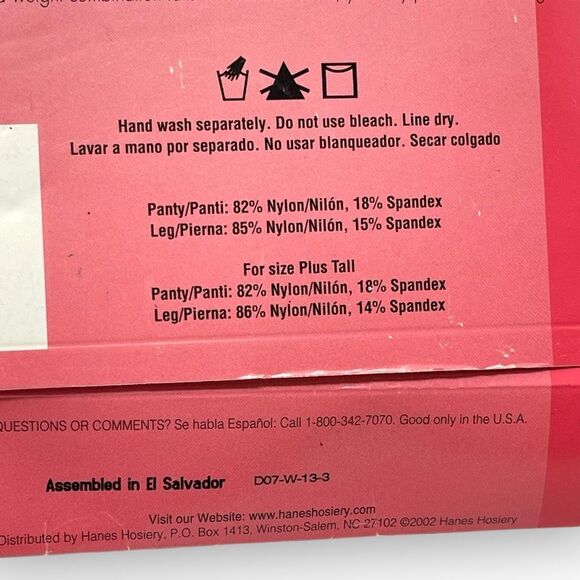 weight combination
Hand wash separately. Do not use bleach. Line dry.
Lavar a mano por separado. No usar blanqueador. Secar colgado
Panty/Panti: 82% Nylon/Nilón, 18% Spandex
Leg/Pierna: 85% Nylon/Nilón, 15% Spandex
For size Plus Tall
Panty/Panti: 82% Nylon/Nilón, 18% Spandex
Leg/Pierna: 86% Nylon/Nilón, 14% Spandex
QUESTIONS OR COMMENTS? Se habla Español: Call 1-800-342-7070. Good only in the U.S.A.
Assembled in El Salvador D07-W-13-3
Visit our Website: www.haneshosiery.com
Distributed by Hanes Hosiery, P.O. Box 1413, Winston-Salem, NC 27102 ©2002 Hanes Hosiery